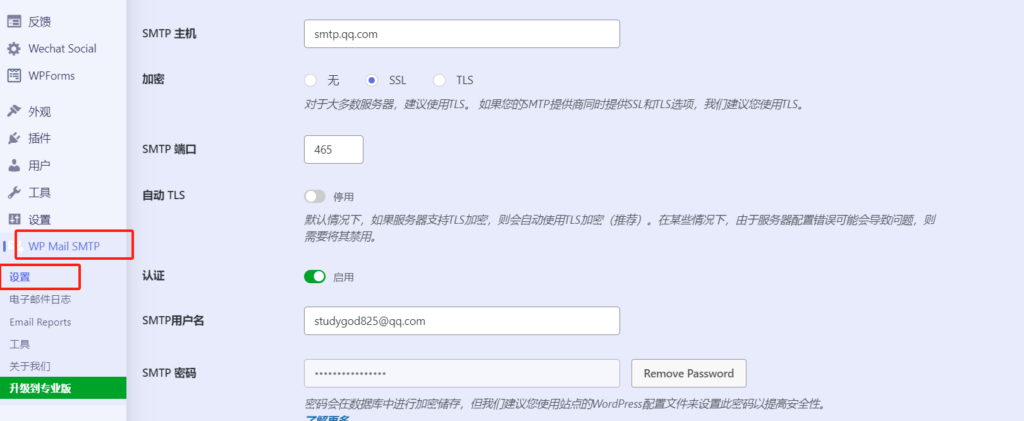 反馈
Wechat Social
WPForms
外观
插件
用户
工具
设置
WP Mail SMTP
设置
电子邮件日志
Email Reports
工具
关于我们
升级到专业版
SMTP 主机
smtp.qq.com
加密
无 SSL TLS
对于大多数服务器，建议使用TLS。 如果您的SMTP提供商同时提供SSL和TLS选项，我们建议您使用TLS。
SMTP 端口
465
自动 TLS
停用
默认情况下，如果服务器支持TLS加密，则会自动使用TLS加密（推荐）。在某些情况下，由于服务器配置错误可能会导致问题，则
需要将其禁用。
认证
启用
SMTP用户名
studygod825@qq.com
SMTP 密码
••••••••••••••••
Remove Password
密码会在数据库中进行加密储存，但我们建议您使用站点的WordPress配置文件来设置此密码以提高安全性。
了解更多